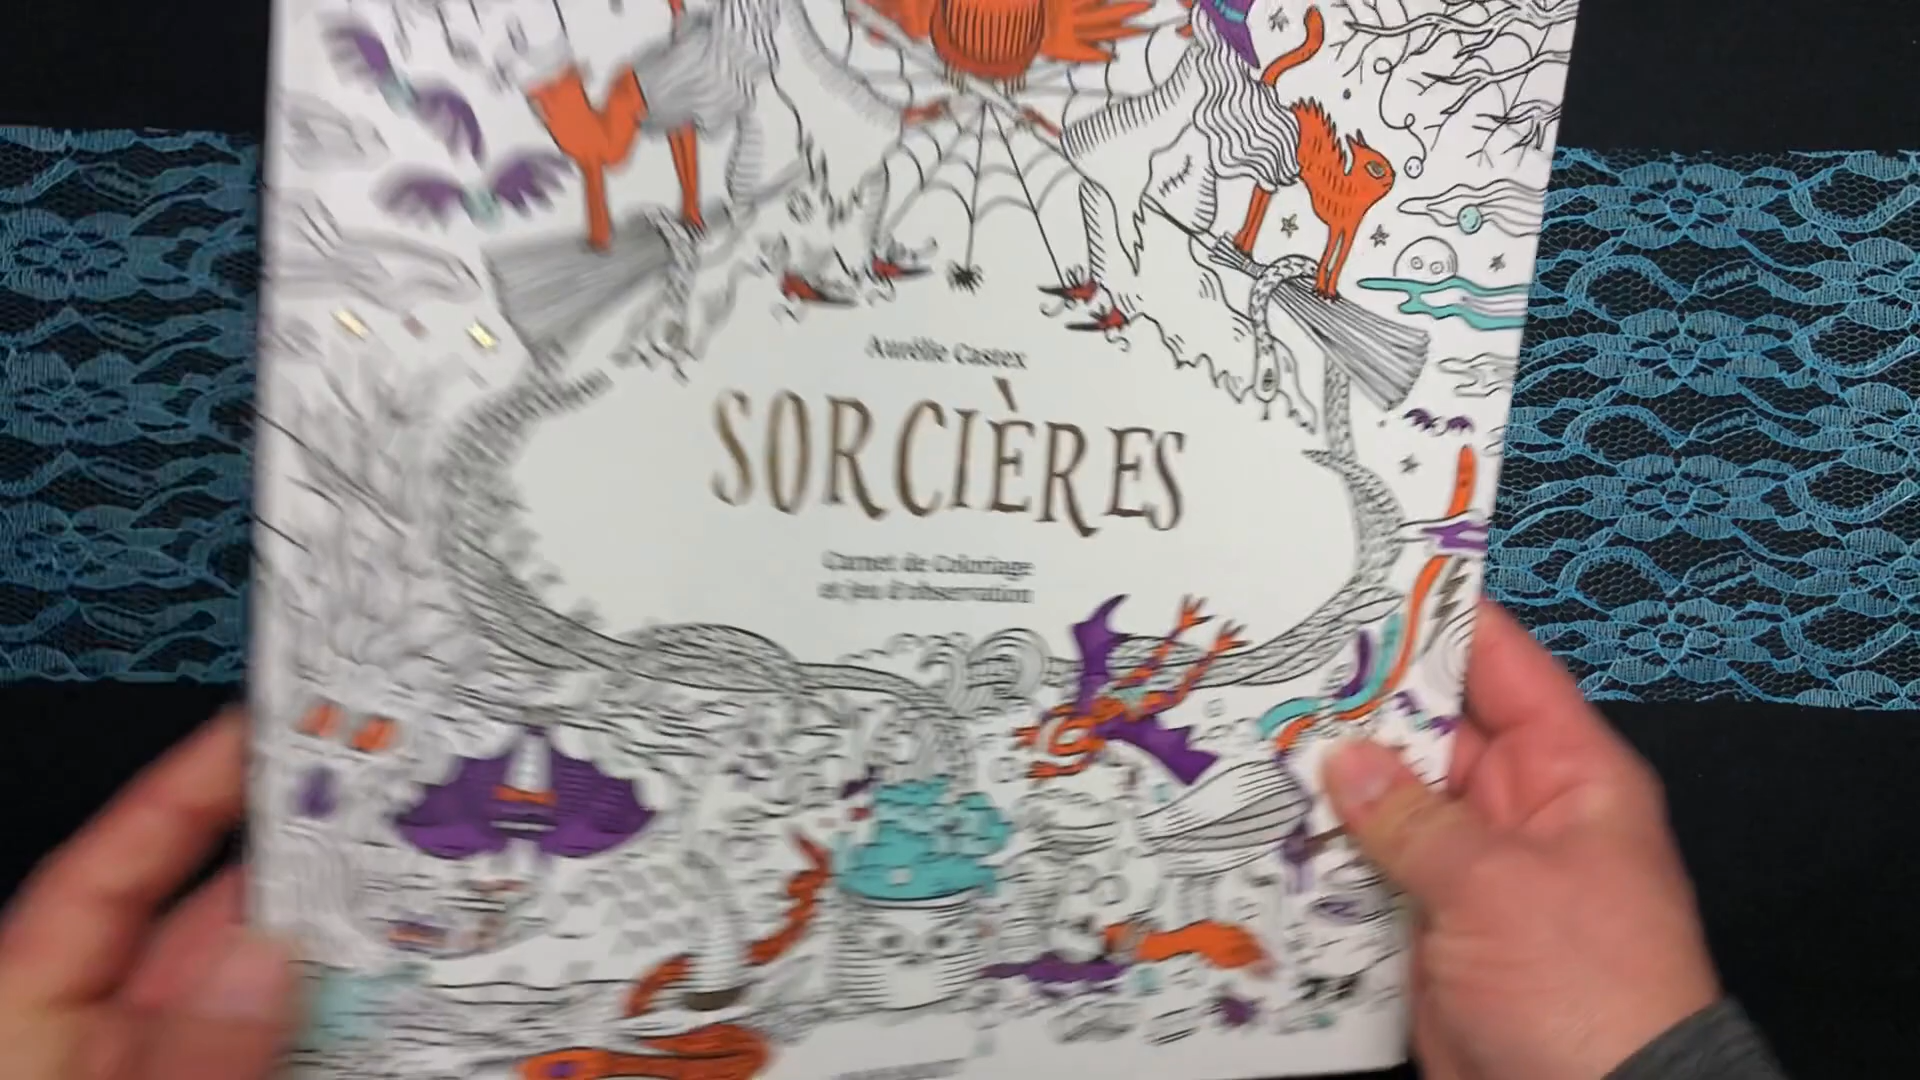 Aurélie Castex
SORCIÈRES
Carnet de Coloriage
et jeu d'observation